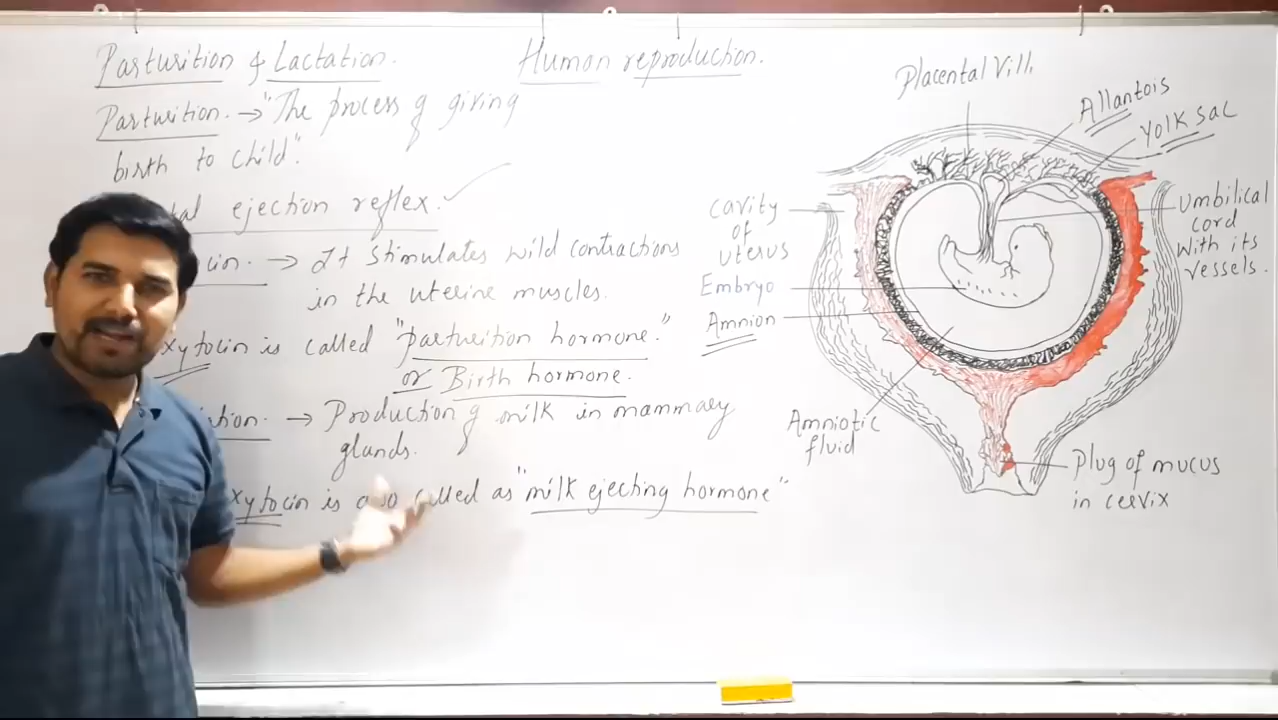 Parturition & Lactation.
Human reproduction.
Parturition. → "The process of giving
birth to child".
ejection reflex.
→ It stimulates wild contractions
in the uterine muscles.
oxytocin is called "parturition hormone."
or Birth hormone.
→ Production of milk in mammary
glands.
oxytocin is also called as "milk ejecting hormone"
Placental Villi
Allantois
Yolk sac
cavity
of
uterus
Embryo
Amnion
Amniotic
fluid
Umbilical
cord
With its
vessels.
Plug of mucus
in cervix